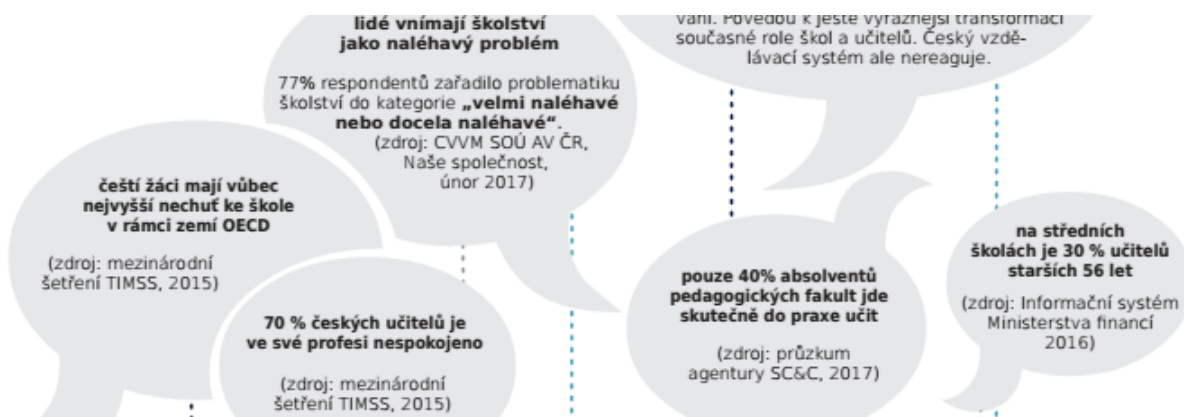 lidé vnímají školství
jako naléhavý problém
77% respondentů zařadilo problematiku
školství do kategorie „velmi naléhavé
nebo docela naléhavé“.
(zdroj: CVVM SOÚ AV ČR,
Naše společnost,
únor 2017)
vání. Povedou k ještě výraznější transformaci
současné role škol a učitelů. Český vzdě-
lávací systém ale nereaguje.
čeští žáci mají vůbec
nejvyšší nechuť ke škole
v rámci zemí OECD
(zdroj: mezinárodní
šetření TIMSS, 2015)
70 % českých učitelů je
ve své profesi nespokojeno
(zdroj: mezinárodní
šetření TIMSS, 2015)
pouze 40% absolventů
pedagogických fakult jde
skutečně do praxe učit
(zdroj: průzkum
agentury SC&C, 2017)
na středních
školách je 30 % učitelů
starších 56 let
(zdroj: Informační systém
Ministerstva financí
2016)